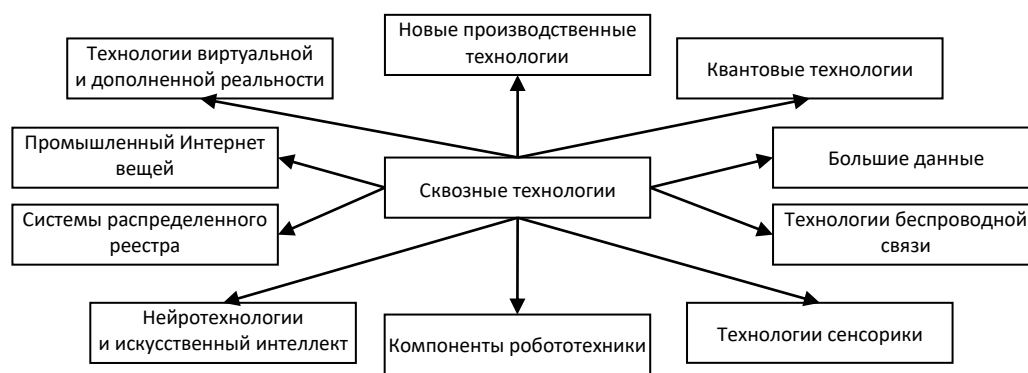 Новые производственные
технологии
Технологии виртуальной
и дополненной реальности
Квантовые технологии
Промышленный Интернет
вещей
Сквозные технологии
Большие данные
Системы распределенного
реестра
Технологии беспроводной
связи
Нейротехнологии
и искусственный интеллект
Компоненты робототехники
Технологии сенсорики